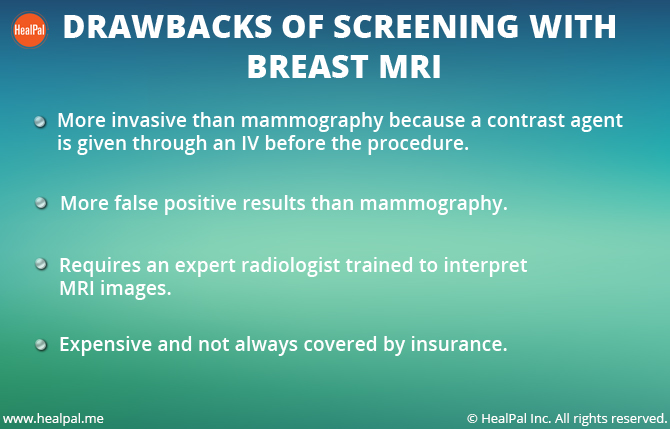 HealPal
DRAWBACKS OF SCREENING WITH
BREAST MRI
More invasive than mammography because a contrast agent
is given through an IV before the procedure.
More false positive results than mammography.
Requires an expert radiologist trained to interpret
MRI images.
Expensive and not always covered by insurance.
www.healpal.me
© HealPal Inc. All rights reserved.